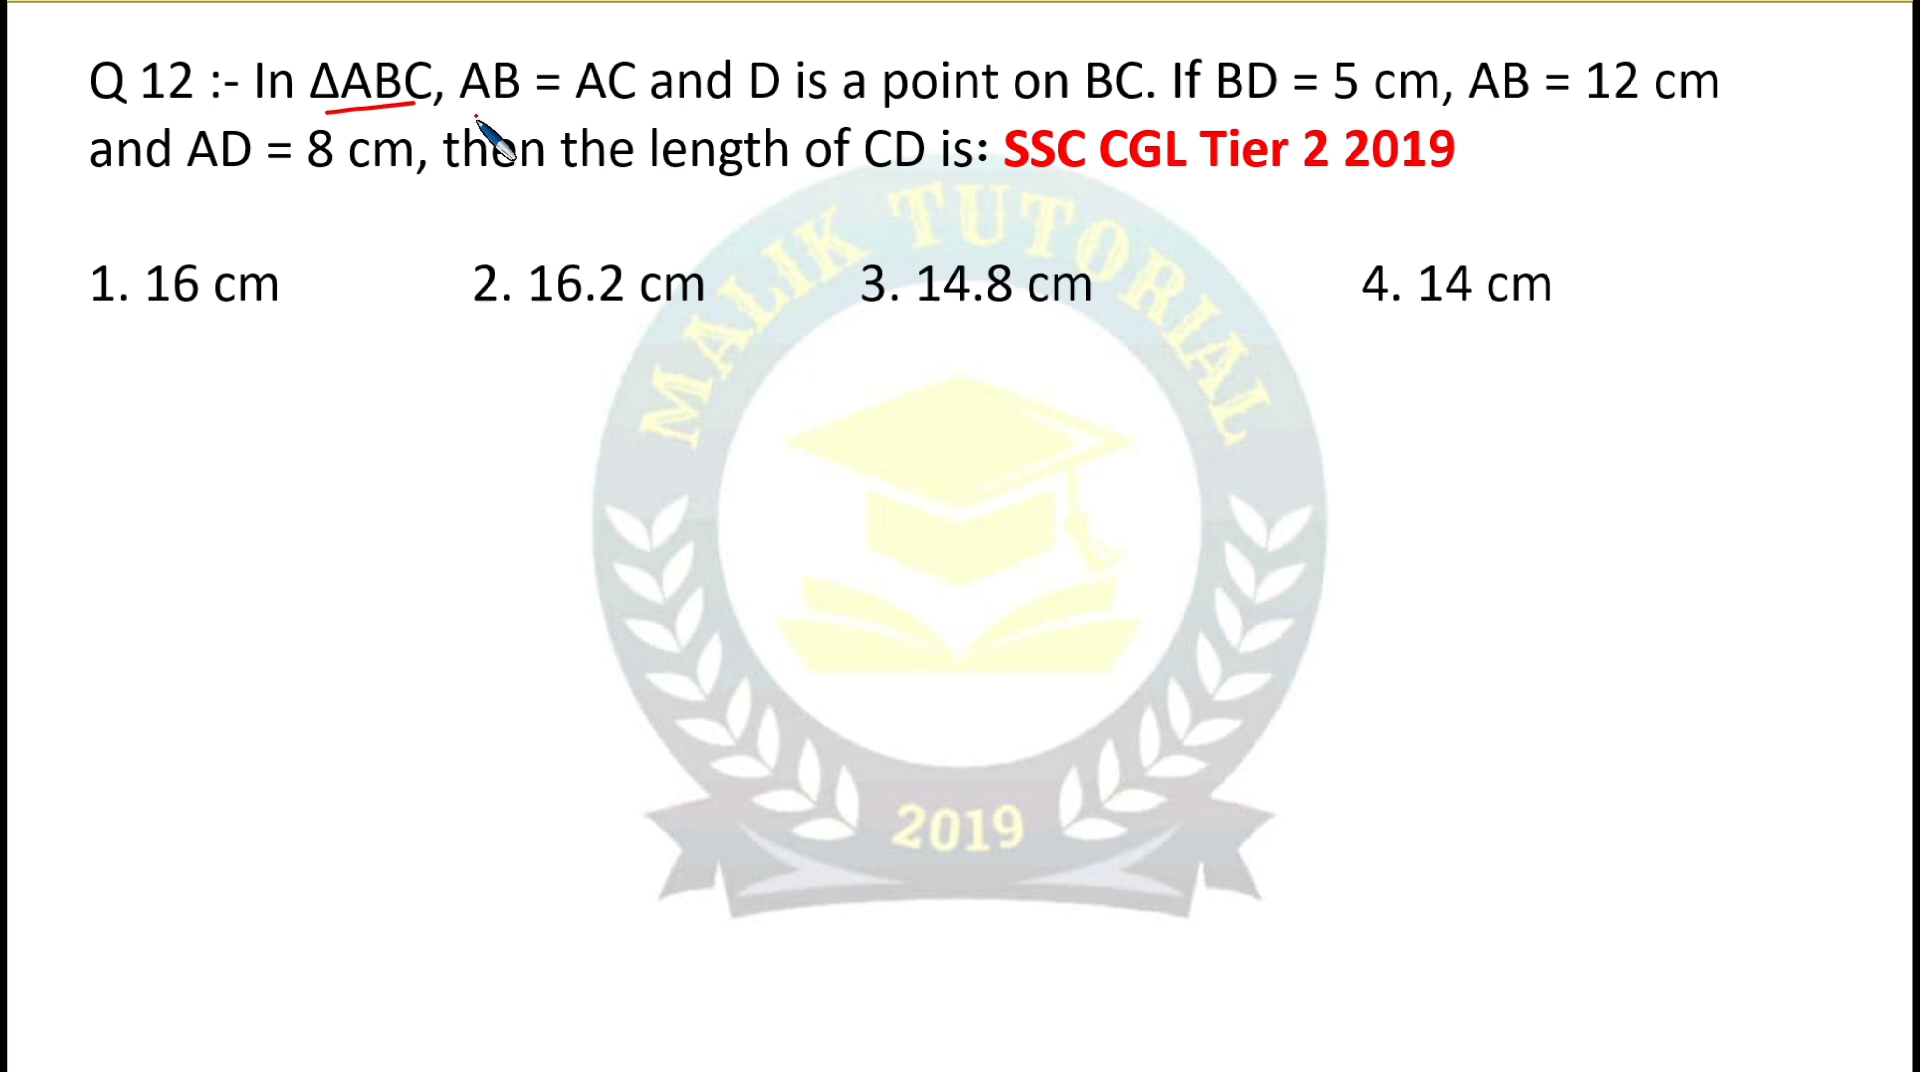 Q 12 :- In ΔABC, AB = AC and D is a point on BC. If BD = 5 cm, AB = 12 cm
and AD = 8 cm, then the length of CD is: SSC CGL Tier 2 2019
1. 16 cm 2. 16.2 cm 3. 14.8 cm 4. 14 cm
MALIK TUTORIAL
2019